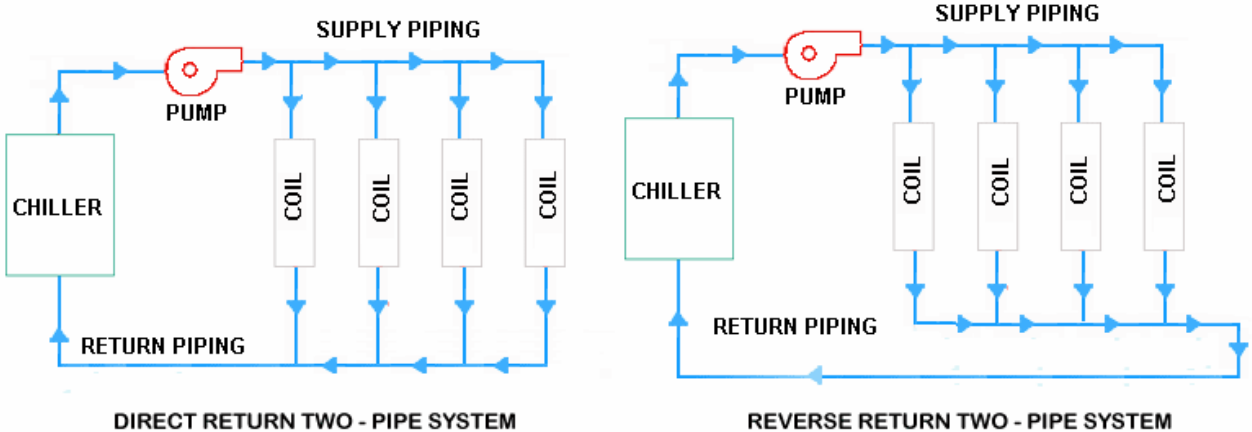 SUPPLY PIPING
PUMP
CHILLER
COIL
COIL
COIL
COIL
RETURN PIPING
DIRECT RETURN TWO - PIPE SYSTEM
SUPPLY PIPING
PUMP
CHILLER
COIL
COIL
COIL
COIL
RETURN PIPING
REVERSE RETURN TWO - PIPE SYSTEM